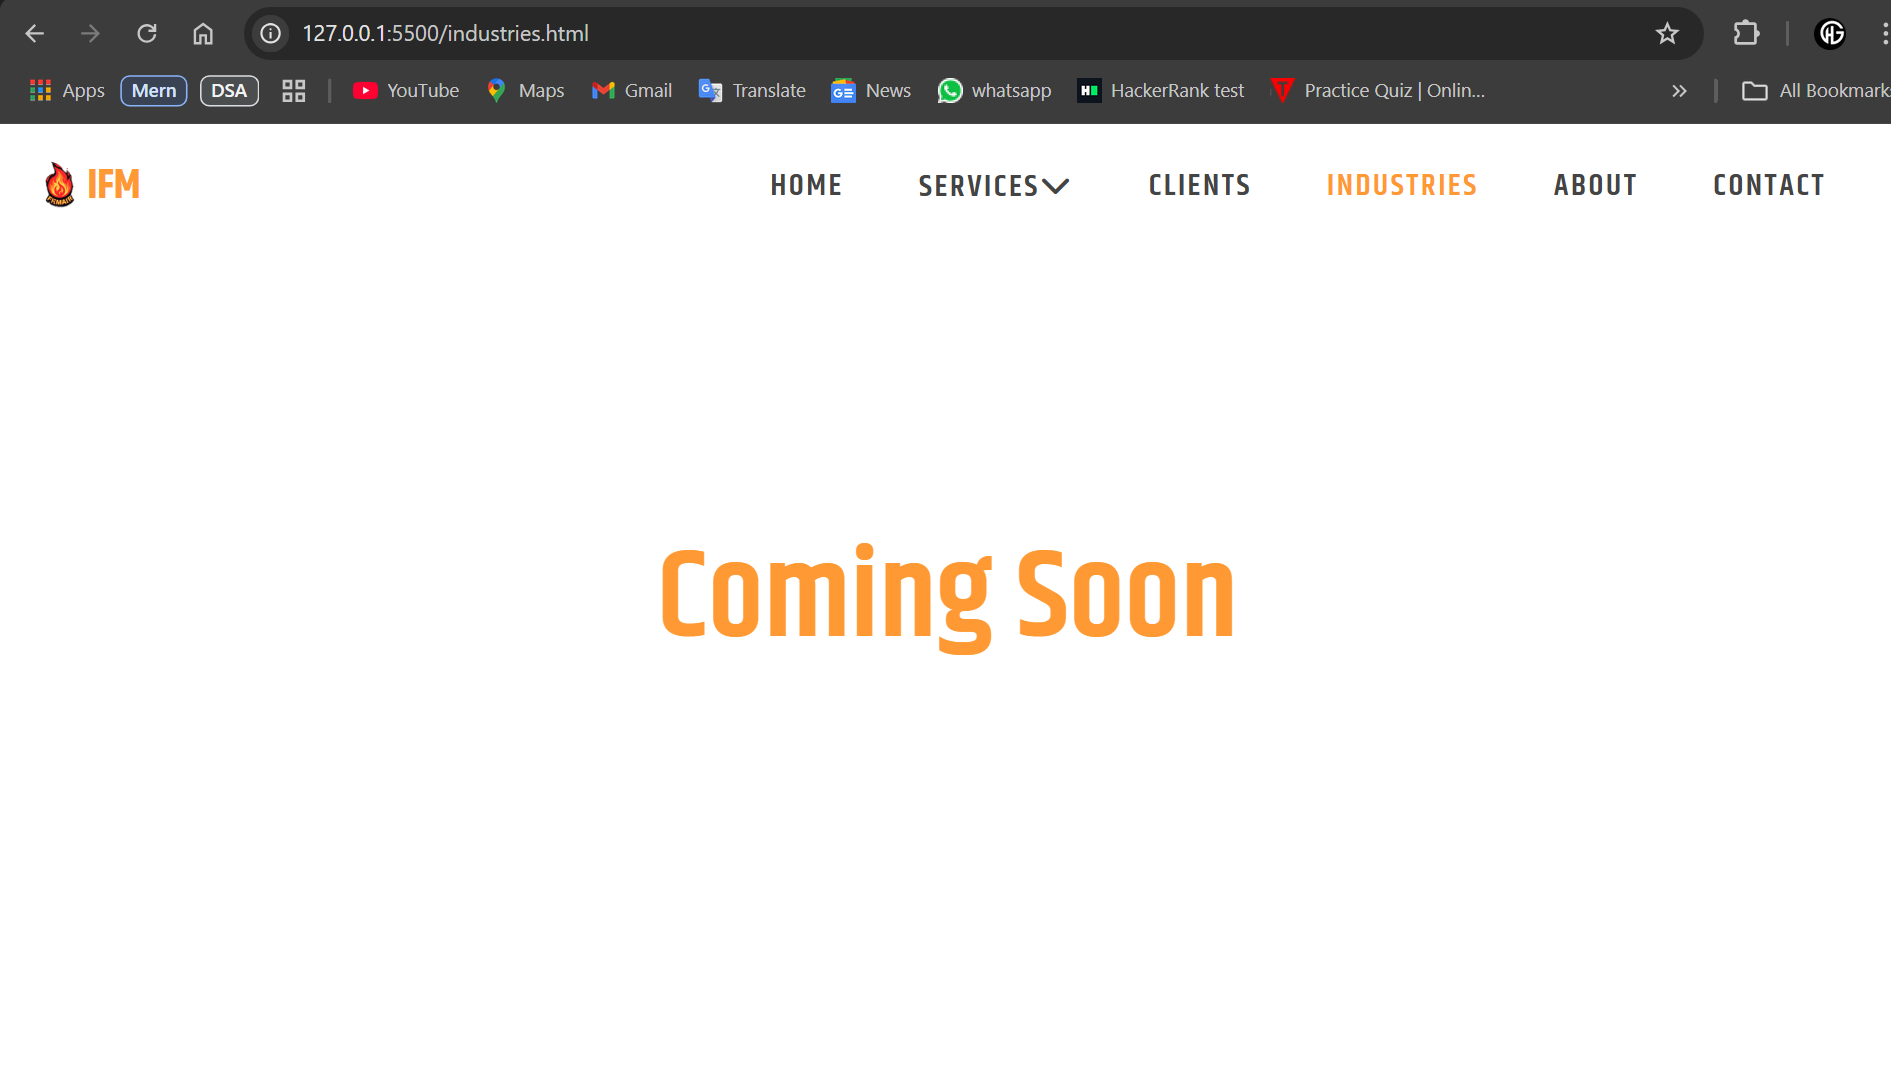 127.0.0.1:5500/industries.html
Apps Mern DSA YouTube Maps Gmail Translate News whatsapp HackerRank test Practice Quiz | Onlin... » All Bookmarks
IFM HOME SERVICES CLIENTS INDUSTRIES ABOUT CONTACT
Coming Soon